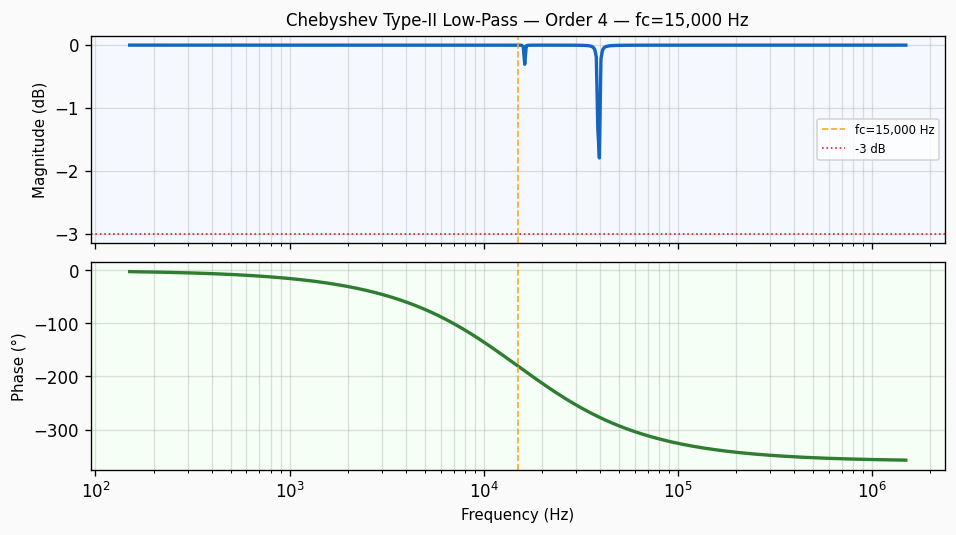 Chebyshev Type-II Low-Pass — Order 4 — fc=15,000 Hz
Magnitude (dB)
0
−1
−2
−3
fc=15,000 Hz
-3 dB
Phase (°)
0
−100
−200
−300
10²
10³
10⁴
10⁵
10⁶
Frequency (Hz)